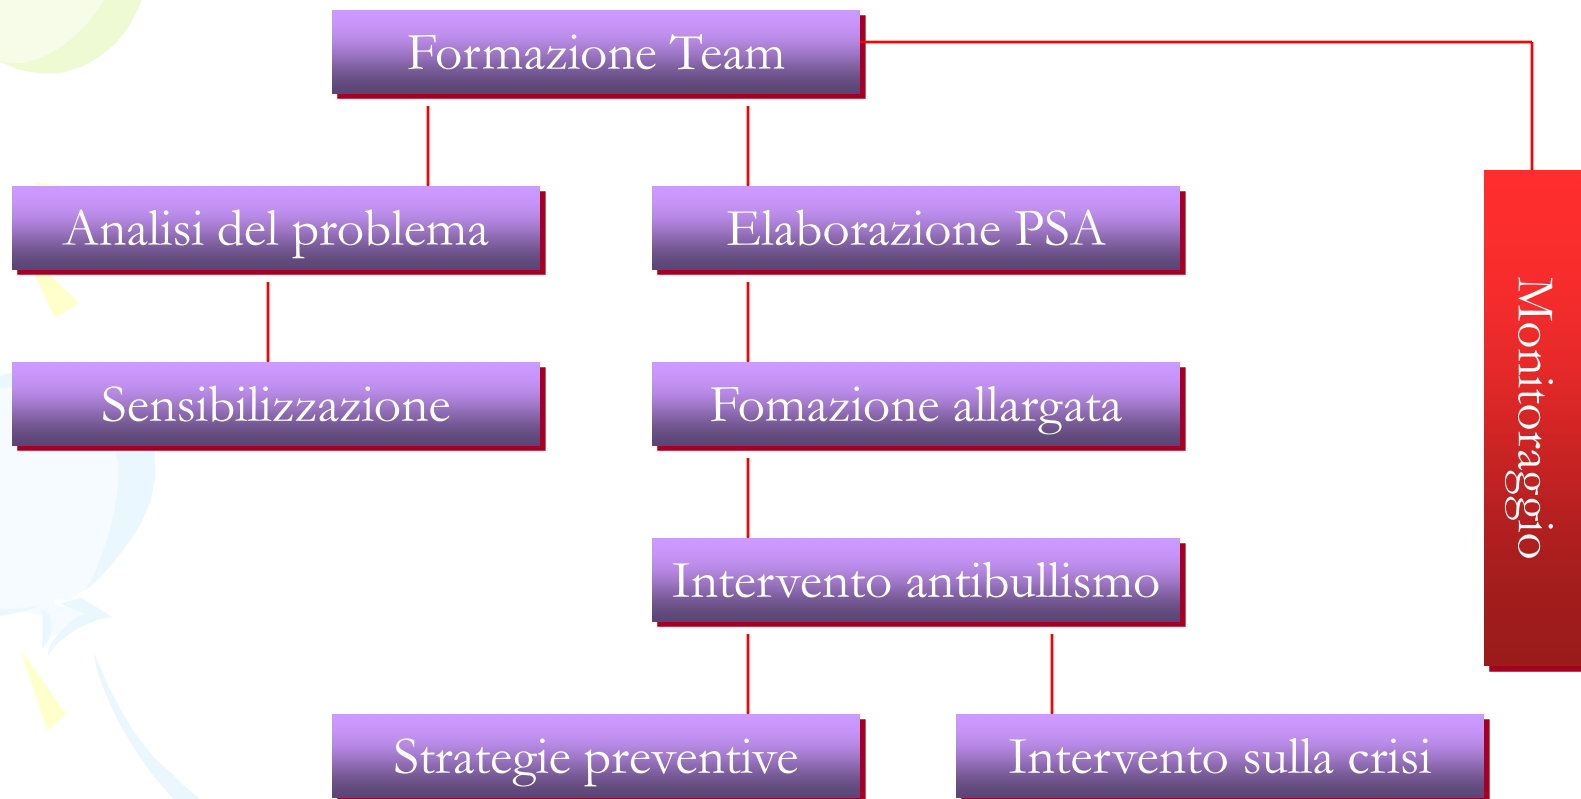 Formazione Team
Analisi del problema
Elaborazione PSA
Monitoraggio
Sensibilizzazione
Fomazione allargata
Intervento antibullismo
Strategie preventive
Intervento sulla crisi